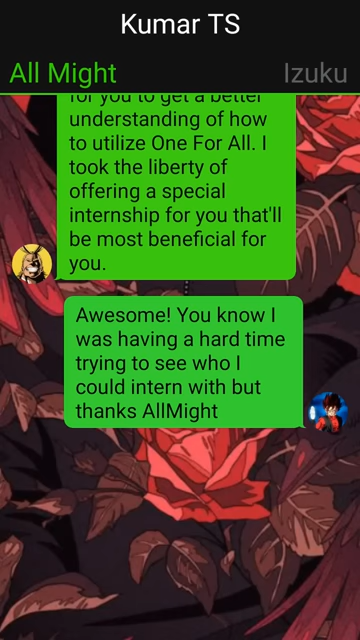 Kumar TS
All Might
Izuku
for you to get a better
understanding of how
to utilize One For All. I
took the liberty of
offering a special
internship for you that'll
be most beneficial for
you.
Awesome! You know I
was having a hard time
trying to see who I
could intern with but
thanks AllMight